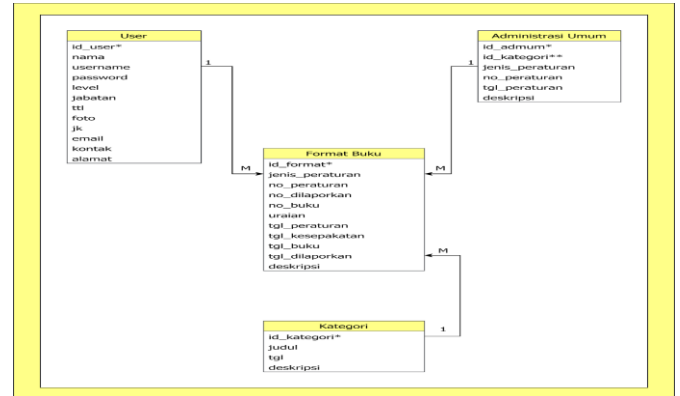 User
id_user*
nama
username
password
level
jabatan
ttl
foto
jk
email
kontak
alamat
1
M
Administrasi Umum
id_admum*
id_kategori**
jenis_peraturan
no_peraturan
tgl_peraturan
deskripsi
1
M
Format Buku
id_format*
jenis_peraturan
no_peraturan
no_dilaporkan
no_buku
uraian
tgl_peraturan
tgl_kesepakatan
tgl_buku
tgl_dilaporkan
deskripsi
M
1
Kategori
id_kategori*
judul
tgl
deskripsi